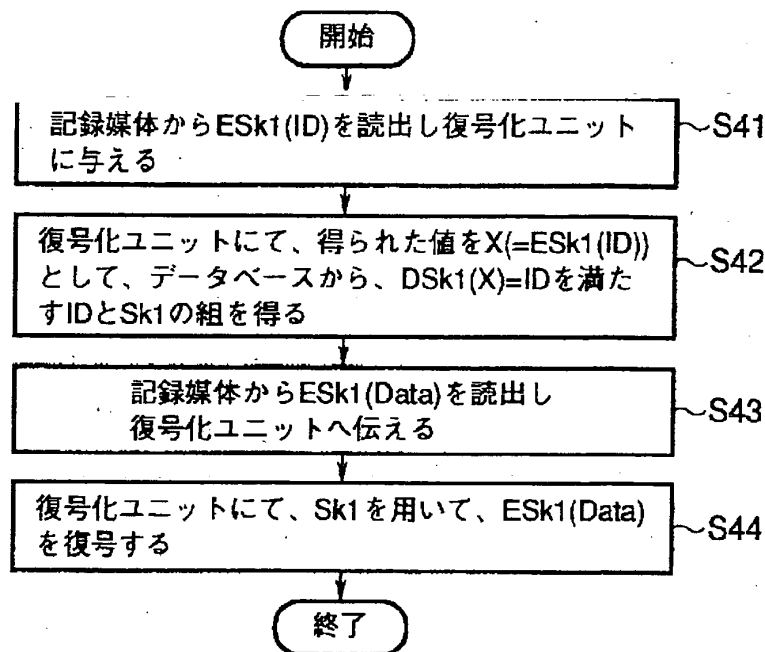 開始
記録媒体からESk1(ID)を読出し復号化ユニット
に与える
~S41
復号化ユニットにて、得られた値をX(=ESk1(ID))
として、データベースから、DSk1(X)=IDを満た
すIDとSk1の組を得る
~S42
記録媒体からESk1(Data)を読出し
復号化ユニットへ伝える
~S43
復号化ユニットにて、Sk1を用いて、ESk1(Data)
を復号する
~S44
終了